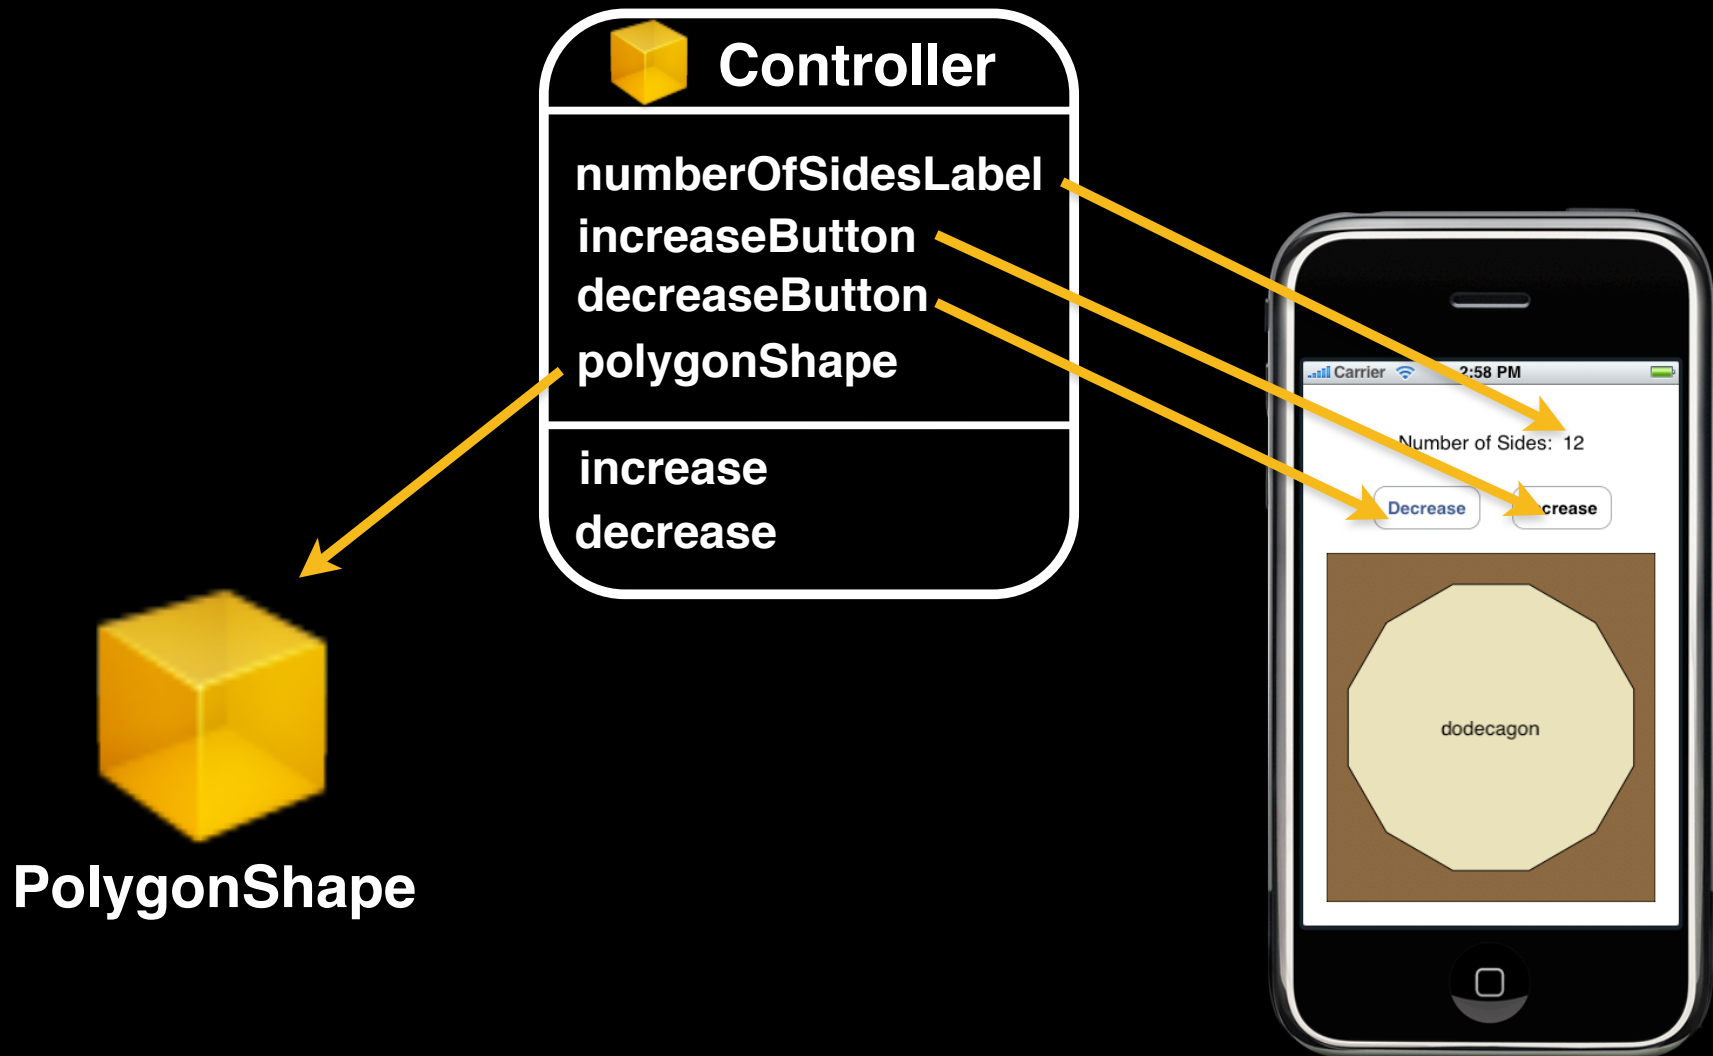 Controller
numberOfSidesLabel
increaseButton
decreaseButton
polygonShape
increase
decrease
PolygonShape
Carrier 2:58 PM
Number of Sides: 12
Decrease crease
dodecagon